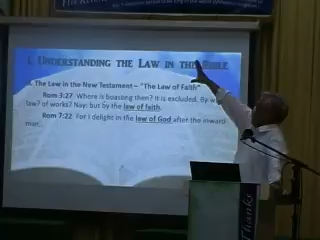 I. UNDERSTANDING THE LAW IN THE BIBLE
The Law in the New Testament – "The Law of Faith"
Rom 3:27 Where is boasting then? It is excluded. By
law? of works? Nay: but by the law of faith.
Rom 7:22 For I delight in the law of God after the inward
man.
Thanks